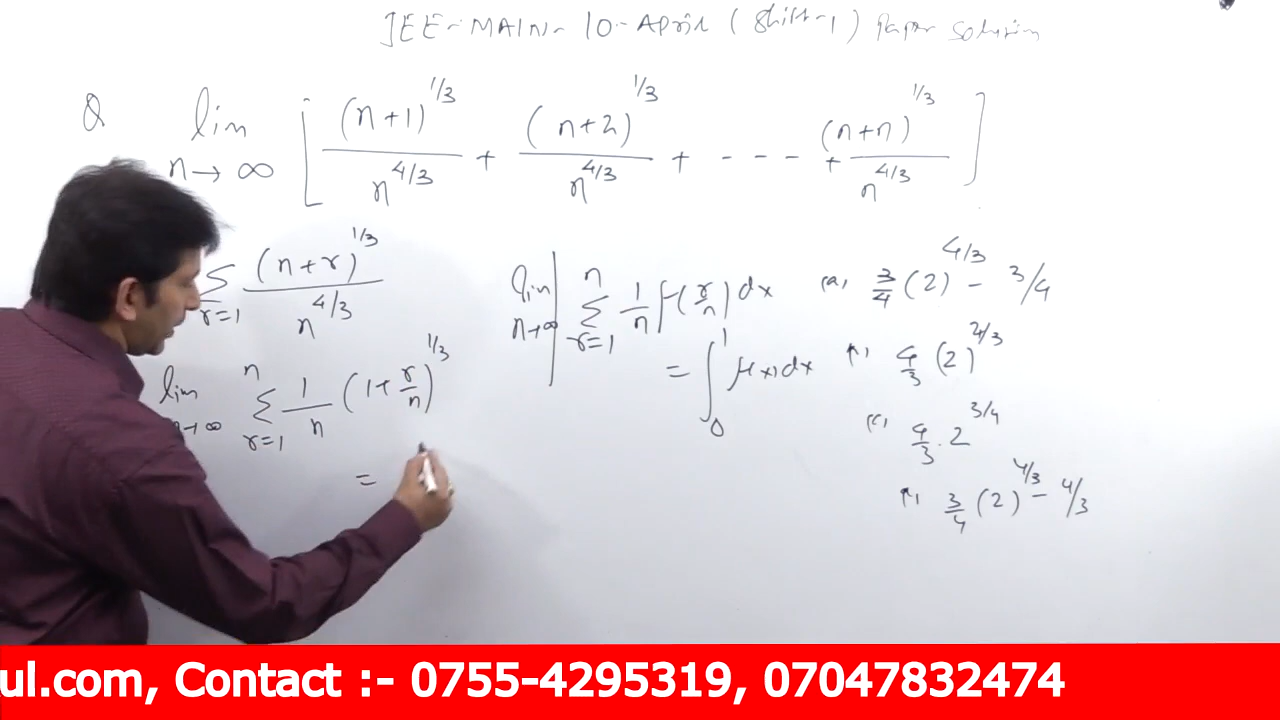 JEE-MAIN-10-April (Shift-1) Paper Solution
Q lim n→∞ [ (n+1)^1/3 / n^4/3 + (n+2)^1/3 / n^4/3 + - - - - + (n+n)^1/3 / n^4/3 ]
Σ r=1 (n+r)^1/3 / n^4/3
lim n→∞ Σ r=1 n 1/n (1+r/n)^1/3
=
lim n→∞ Σ r=1 n 1/n f(r/n) dx
= ∫ 0 1 f(x) dx
(a) 3/4 (2)^4/3 - 3/4
4/3 (2)^4/3
(c) 4/3 . 2^3/4
3/4 (2)^4/3 - 4/3
ul.com, Contact :- 0755-4295319, 07047832474